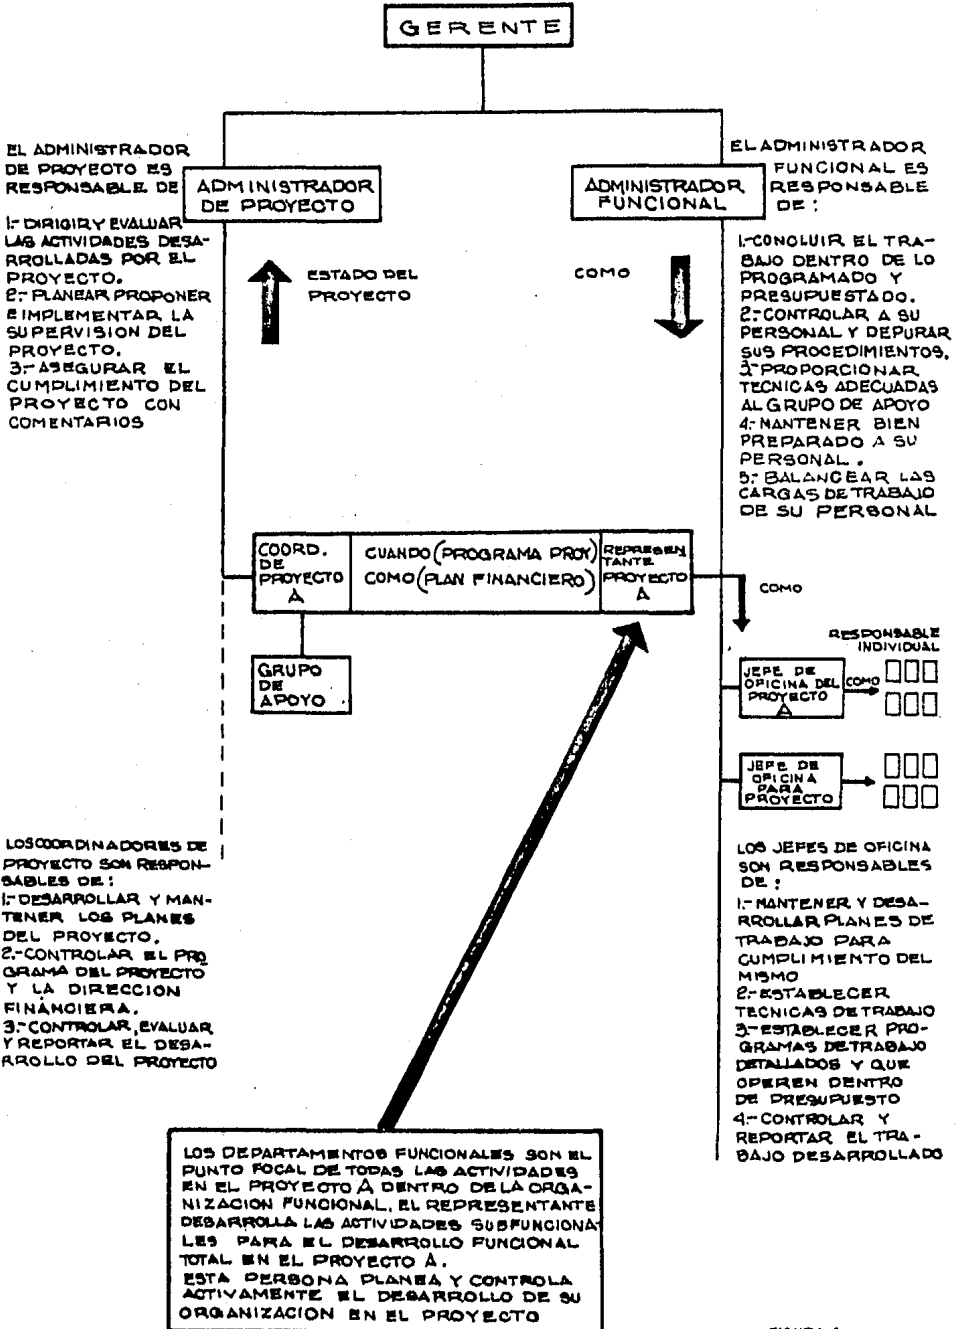 GERENTE
EL ADMINISTRADOR
DE PROYECTO ES
RESPONSABLE DE
1.- DIRIGIR Y EVALUAR
LAS ACTIVIDADES DESA-
RROLLADAS POR EL
PROYECTO.
2.- PLANEAR PROPONER
E IMPLEMENTAR LA
SUPERVISION DEL
PROYECTO.
3.- ASEGURAR EL
CUMPLIMIENTO DEL
PROYECTO CON
COMENTARIOS
ADMINISTRADOR
DE PROYECTO
ESTADO DEL
PROYECTO
ADMINISTRADOR
FUNCIONAL
COMO
EL ADMINISTRADOR
FUNCIONAL ES
RESPONSABLE
DE:
1.- CONCLUIR EL TRA-
BAJO DENTRO DE LO
PROGRAMADO Y
PRESUPUESTADO.
2.- CONTROLAR A SU
PERSONAL Y DEPURAR
SUS PROCEDIMIENTOS.
3.- PROPORCIONAR
TECNICAS ADECUADAS
AL GRUPO DE APOYO
4.- MANTENER BIEN
PREPARADO A SU
PERSONAL.
5.- BALANCEAR LAS
CARGAS DE TRABAJO
DE SU PERSONAL
COORD.
DE
PROYECTO
A
CUANDO (PROGRAMA PROY)
COMO (PLAN FINANCIERO)
REPRESEN
TANTE
PROYECTO
A
GRUPO
DE
APOYO
COMO
RESPONSABLE
INDIVIDUAL
JEFE DE
OFICINA DEL
PROYECTO
A
COMO
JEFE DE
OFICINA
PARA
PROYECTO
LOS COORDINADORES DE
PROYECTO SON RESPON-
SABLES DE:
1.- DESARROLLAR Y MAN-
TENER LOS PLANES
DEL PROYECTO.
2.- CONTROLAR EL PRO
GRAMA DEL PROYECTO
Y LA DIRECCION
FINANCIERA.
3.- CONTROLAR, EVALUAR
Y REPORTAR EL DESA-
RROLLO DEL PROYECTO
LOS JEFES DE OFICINA
SON RESPONSABLES
DE:
1.- MANTENER Y DESA-
RROLLAR PLANES DE
TRABAJO PARA
CUMPLIMIENTO DEL
MISMO
2.- ESTABLECER
TECNICAS DE TRABAJO
3.- ESTABLECER PRO-
GRAMAS DE TRABAJO
DETALLADOS Y QUE
OPEREN DENTRO
DE PRESUPUESTO
4.- CONTROLAR Y
REPORTAR EL TRA-
BAJO DESARROLLADO
LOS DEPARTAMENTOS FUNCIONALES SON EL
PUNTO FOCAL DE TODAS LAS ACTIVIDADES
EN EL PROYECTO A DENTRO DE LA ORGA-
NIZACION FUNCIONAL, EL REPRESENTANTE
DESARROLLA LAS ACTIVIDADES SUBFUNCIONA-
LES PARA EL DESARROLLO FUNCIONAL
TOTAL EN EL PROYECTO A.
ESTA PERSONA PLANEA Y CONTROLA
ACTIVAMENTE EL DESARROLLO DE SU
ORGANIZACION EN EL PROYECTO